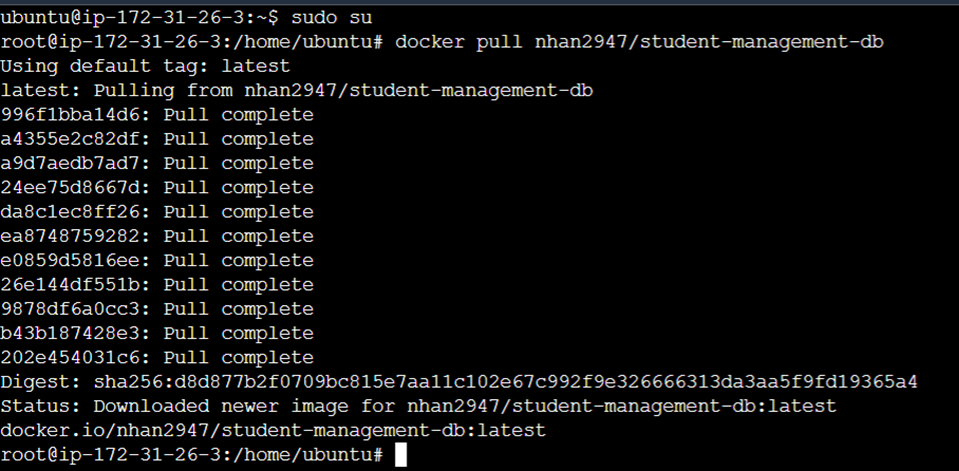 ubuntu@ip-172-31-26-3:~$ sudo su
root@ip-172-31-26-3:/home/ubuntu# docker pull nhan2947/student-management-db
Using default tag: latest
latest: Pulling from nhan2947/student-management-db
996f1bba14d6: Pull complete
a4355e2c82df: Pull complete
a9d7aedb7ad7: Pull complete
24ee75d8667d: Pull complete
da8c1ec8ff26: Pull complete
ea8748759282: Pull complete
e0859d5816ee: Pull complete
26e144df551b: Pull complete
9878df6a0cc3: Pull complete
b43b187428e3: Pull complete
202e454031c6: Pull complete
Digest: sha256:d8d877b2f0709bc815e7aa11c102e67c992f9e326666313da3aa5f9fd19365a4
Status: Downloaded newer image for nhan2947/student-management-db:latest
docker.io/nhan2947/student-management-db:latest
root@ip-172-31-26-3:/home/ubuntu#